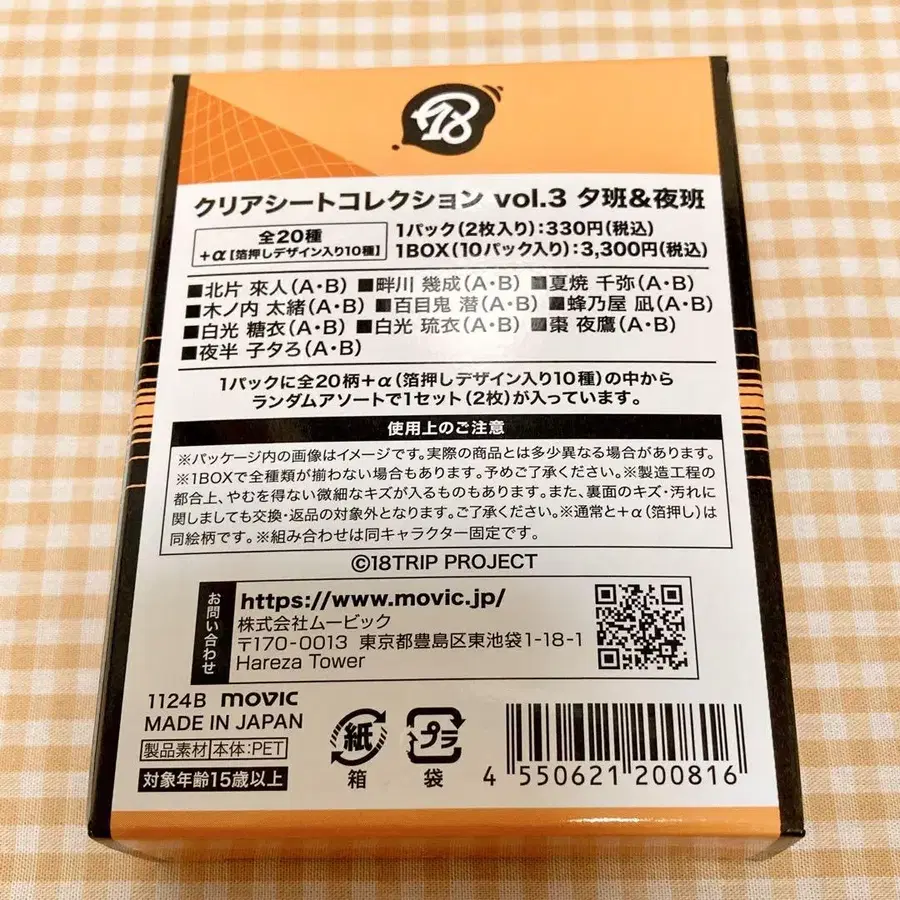 18
クリアシートコレクション vol.3 夕班&夜班
全20種
+α【箔押しデザイン入り10種】
1パック(2枚入り):330円(税込)
1BOX(10パック入り):3,300円(税込)
■北片 來人(A・B) ■畔川 幾成(A・B) ■夏焼 千弥(A・B)
■木ノ内 太緒(A・B) ■百目鬼 潜(A・B) ■蜂乃屋 凪(A・B)
■白光 糖衣(A・B) ■白光 琉衣(A・B) ■棗 夜鷹(A・B)
■夜半 子タろ(A・B)
1パックに全20柄+α(箔押しデザイン入り10種)の中から
ランダムアソートで1セット(2枚)が入っています。
使用上のご注意
※パッケージ内の画像はイメージです。実際の商品とは多少異なる場合があります。
※1BOXで全種類が揃わない場合もあります。予めご了承ください。※製造工程の
都合上、やむを得ない微細なキズが入るものもあります。また、裏面のキズ・汚れに
関しましても交換・返品の対象外となります。ご了承ください。※通常と+α(箔押し)は
同絵柄です。※組み合わせは同キャラクター固定です。
©18TRIP PROJECT
お問い合わせ
https://www.movic.jp/
株式会社ムービック
〒170-0013 東京都豊島区東池袋1-18-1
Hareza Tower
1124B movic
MADE IN JAPAN
製品素材 本体:PET
対象年齢15歳以上
紙
箱
プラ
袋
4 550621 200816